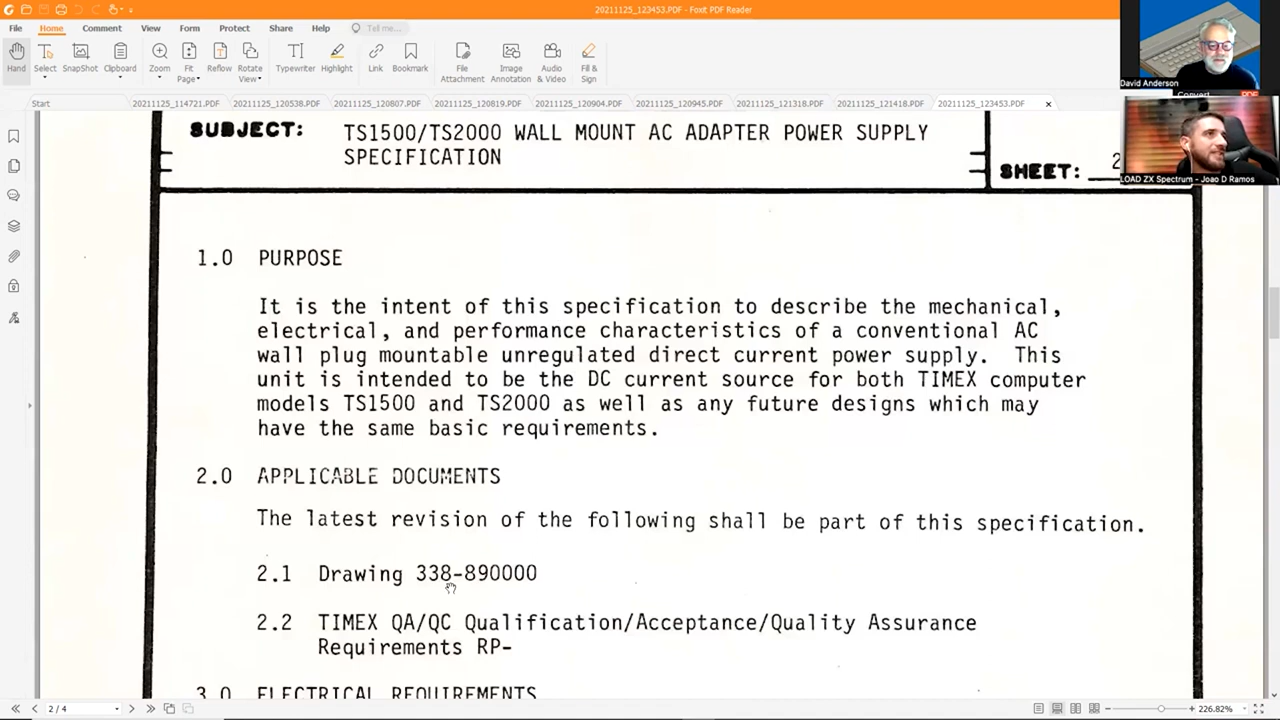 20211125_123453.PDF - Foxit PDF Reader
File Home Comment View Form Protect Share Help Tell me...
Hand Select SnapShot Clipboard Zoom Fit Page Reflow Rotate View Typewriter Highlight Link Bookmark File Attachment Image Annotation Audio & Video Fill & Sign
David Anderson
Convert PDF
Start 20211125_114721.PDF 20211125_120538.PDF 20211125_120807.PDF 20211125_120819.PDF 20211125_120904.PDF 20211125_120945.PDF 20211125_121318.PDF 20211125_121418.PDF 20211125_123453.PDF
LOAD ZX Spectrum - Joao D Ramos
SUBJECT: TS1500/TS2000 WALL MOUNT AC ADAPTER POWER SUPPLY
SPECIFICATION
SHEET: 2
1.0 PURPOSE
It is the intent of this specification to describe the mechanical,
electrical, and performance characteristics of a conventional AC
wall plug mountable unregulated direct current power supply. This
unit is intended to be the DC current source for both TIMEX computer
models TS1500 and TS2000 as well as any future designs which may
have the same basic requirements.
2.0 APPLICABLE DOCUMENTS
The latest revision of the following shall be part of this specification.
2.1 Drawing 338-890000
2.2 TIMEX QA/QC Qualification/Acceptance/Quality Assurance
Requirements RP-
3.0 ELECTRICAL REQUIREMENTS
2 / 4
226.82%